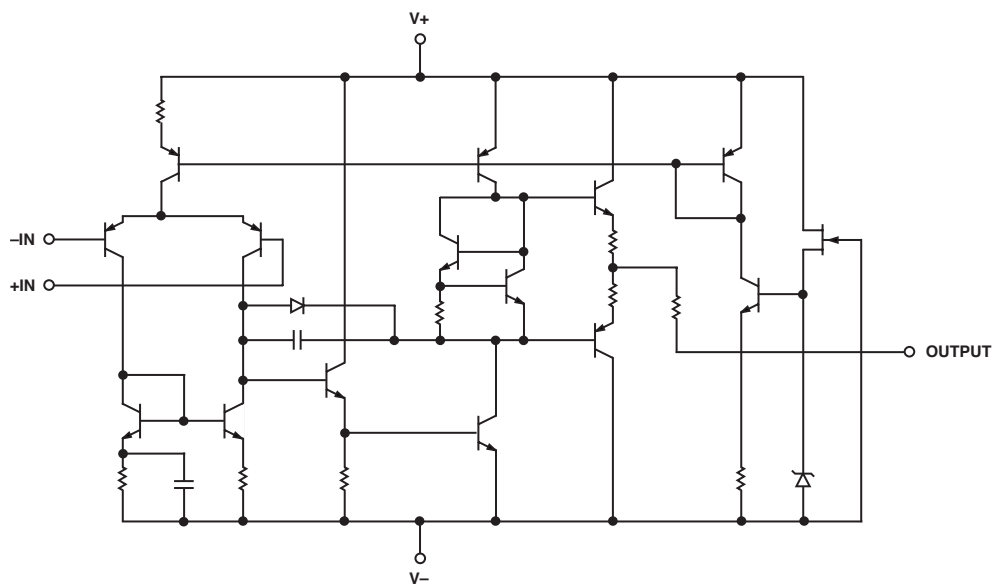 V+
–IN
+IN
OUTPUT
V–